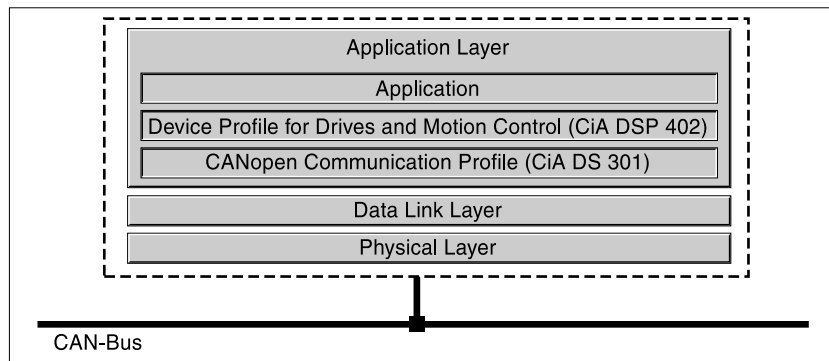 Application Layer
Application
Device Profile for Drives and Motion Control (CiA DSP 402)
CANopen Communication Profile (CiA DS 301)
Data Link Layer
Physical Layer
CAN-Bus